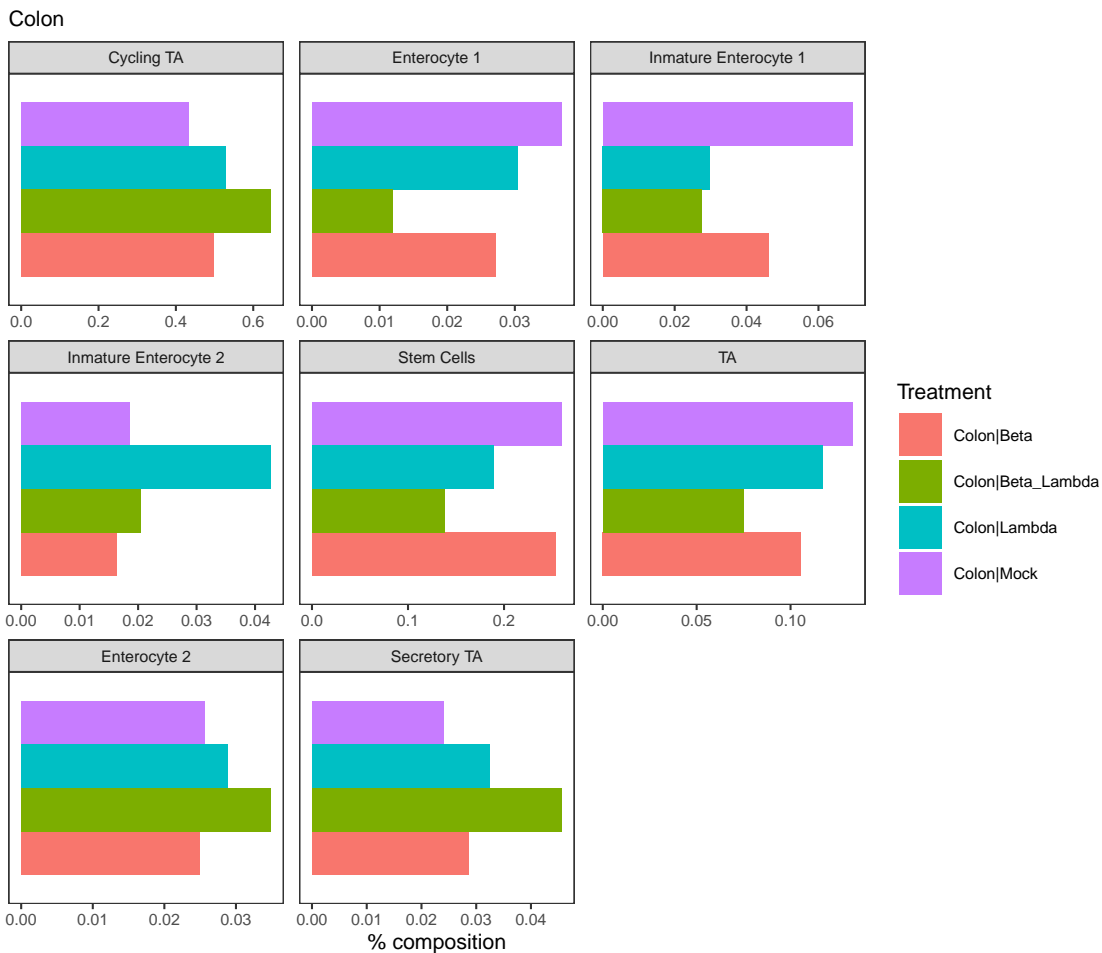 Colon
Cycling TA
Enterocyte 1
Inmature Enterocyte 1
0.0 0.2 0.4 0.6
0.00 0.01 0.02 0.03
0.00 0.02 0.04 0.06
Inmature Enterocyte 2
Stem Cells
TA
0.00 0.01 0.02 0.03 0.04
0.0 0.1 0.2
0.00 0.05 0.10
Enterocyte 2
Secretory TA
0.00 0.01 0.02 0.03
0.00 0.01 0.02 0.03 0.04
% composition
Treatment
Colon|Beta
Colon|Beta_Lambda
Colon|Lambda
Colon|Mock